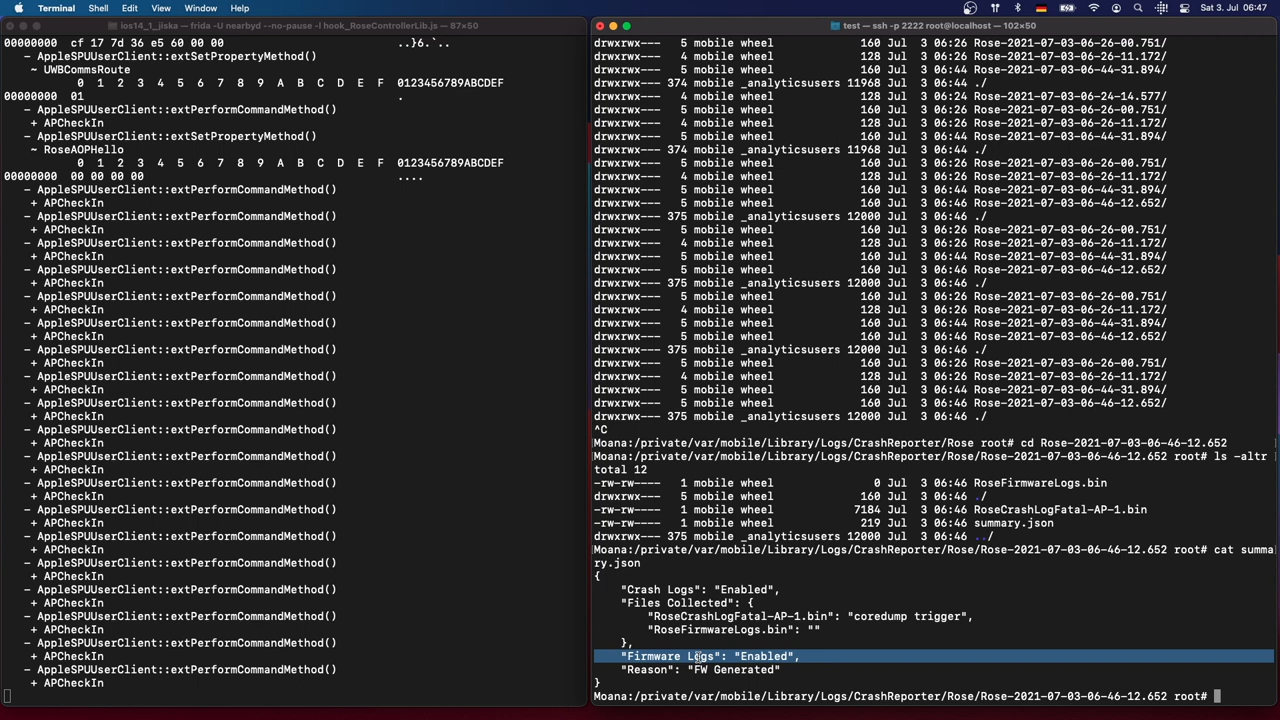 Terminal Shell Edit View Window Help
Sat 3. Jul 06:47
ios14_1_jiska — frida -U nearbyd --no-pause -l hook_RoseControllerLib.js — 87×50
00000000 cf 17 7d 36 e5 60 00 00 ..}6.`..
- AppleSPUUserClient::extSetPropertyMethod()
~ UWBCommsRoute
0 1 2 3 4 5 6 7 8 9 A B C D E F 0123456789ABCDEF
00000000 01 .
- AppleSPUUserClient::extPerformCommandMethod()
+ APCheckIn
- AppleSPUUserClient::extSetPropertyMethod()
~ RoseAOPHello
0 1 2 3 4 5 6 7 8 9 A B C D E F 0123456789ABCDEF
00000000 00 00 00 00 ....
- AppleSPUUserClient::extPerformCommandMethod()
+ APCheckIn
- AppleSPUUserClient::extPerformCommandMethod()
+ APCheckIn
- AppleSPUUserClient::extPerformCommandMethod()
+ APCheckIn
- AppleSPUUserClient::extPerformCommandMethod()
+ APCheckIn
- AppleSPUUserClient::extPerformCommandMethod()
+ APCheckIn
- AppleSPUUserClient::extPerformCommandMethod()
+ APCheckIn
- AppleSPUUserClient::extPerformCommandMethod()
+ APCheckIn
- AppleSPUUserClient::extPerformCommandMethod()
+ APCheckIn
- AppleSPUUserClient::extPerformCommandMethod()
+ APCheckIn
- AppleSPUUserClient::extPerformCommandMethod()
+ APCheckIn
- AppleSPUUserClient::extPerformCommandMethod()
+ APCheckIn
- AppleSPUUserClient::extPerformCommandMethod()
+ APCheckIn
- AppleSPUUserClient::extPerformCommandMethod()
+ APCheckIn
- AppleSPUUserClient::extPerformCommandMethod()
+ APCheckIn
- AppleSPUUserClient::extPerformCommandMethod()
+ APCheckIn
- AppleSPUUserClient::extPerformCommandMethod()
+ APCheckIn
- AppleSPUUserClient::extPerformCommandMethod()
+ APCheckIn
- AppleSPUUserClient::extPerformCommandMethod()
+ APCheckIn
- AppleSPUUserClient::extPerformCommandMethod()
+ APCheckIn
test — ssh -p 2222 root@localhost — 102×50
drwxrwx--- 5 mobile wheel 160 Jul 3 06:26 Rose-2021-07-03-06-26-00.751/
drwxrwx--- 4 mobile wheel 128 Jul 3 06:26 Rose-2021-07-03-06-26-11.172/
drwxrwx--- 5 mobile wheel 160 Jul 3 06:44 Rose-2021-07-03-06-44-31.894/
drwxrwx--- 374 mobile _analyticsusers 11968 Jul 3 06:44 ./
drwxrwx--- 4 mobile wheel 128 Jul 3 06:24 Rose-2021-07-03-06-24-14.577/
drwxrwx--- 5 mobile wheel 160 Jul 3 06:26 Rose-2021-07-03-06-26-00.751/
drwxrwx--- 4 mobile wheel 128 Jul 3 06:26 Rose-2021-07-03-06-26-11.172/
drwxrwx--- 5 mobile wheel 160 Jul 3 06:44 Rose-2021-07-03-06-44-31.894/
drwxrwx--- 374 mobile _analyticsusers 11968 Jul 3 06:44 ./
drwxrwx--- 5 mobile wheel 160 Jul 3 06:26 Rose-2021-07-03-06-26-00.751/
drwxrwx--- 4 mobile wheel 128 Jul 3 06:26 Rose-2021-07-03-06-26-11.172/
drwxrwx--- 5 mobile wheel 160 Jul 3 06:44 Rose-2021-07-03-06-44-31.894/
drwxrwx--- 5 mobile wheel 160 Jul 3 06:46 Rose-2021-07-03-06-46-12.652/
drwxrwx--- 375 mobile _analyticsusers 12000 Jul 3 06:46 ./
drwxrwx--- 5 mobile wheel 160 Jul 3 06:26 Rose-2021-07-03-06-26-00.751/
drwxrwx--- 4 mobile wheel 128 Jul 3 06:26 Rose-2021-07-03-06-26-11.172/
drwxrwx--- 5 mobile wheel 160 Jul 3 06:44 Rose-2021-07-03-06-44-31.894/
drwxrwx--- 5 mobile wheel 160 Jul 3 06:46 Rose-2021-07-03-06-46-12.652/
drwxrwx--- 375 mobile _analyticsusers 12000 Jul 3 06:46 ./
drwxrwx--- 5 mobile wheel 160 Jul 3 06:26 Rose-2021-07-03-06-26-00.751/
drwxrwx--- 4 mobile wheel 128 Jul 3 06:26 Rose-2021-07-03-06-26-11.172/
drwxrwx--- 5 mobile wheel 160 Jul 3 06:44 Rose-2021-07-03-06-44-31.894/
drwxrwx--- 5 mobile wheel 160 Jul 3 06:46 Rose-2021-07-03-06-46-12.652/
drwxrwx--- 375 mobile _analyticsusers 12000 Jul 3 06:46 ./
drwxrwx--- 5 mobile wheel 160 Jul 3 06:26 Rose-2021-07-03-06-26-00.751/
drwxrwx--- 4 mobile wheel 128 Jul 3 06:26 Rose-2021-07-03-06-26-11.172/
drwxrwx--- 5 mobile wheel 160 Jul 3 06:44 Rose-2021-07-03-06-44-31.894/
drwxrwx--- 5 mobile wheel 160 Jul 3 06:46 Rose-2021-07-03-06-46-12.652/
drwxrwx--- 375 mobile _analyticsusers 12000 Jul 3 06:46 ./
^C
Moana:/private/var/mobile/Library/Logs/CrashReporter/Rose root# cd Rose-2021-07-03-06-46-12.652
Moana:/private/var/mobile/Library/Logs/CrashReporter/Rose/Rose-2021-07-03-06-46-12.652 root# ls -altr
total 12
-rw-rw---- 1 mobile wheel 0 Jul 3 06:46 RoseFirmwareLogs.bin
drwxrwx--- 5 mobile wheel 160 Jul 3 06:46 ./
-rw-rw---- 1 mobile wheel 7184 Jul 3 06:46 RoseCrashLogFatal-AP-1.bin
-rw-rw---- 1 mobile wheel 219 Jul 3 06:46 summary.json
drwxrwx--- 375 mobile _analyticsusers 12000 Jul 3 06:46 ../
Moana:/private/var/mobile/Library/Logs/CrashReporter/Rose/Rose-2021-07-03-06-46-12.652 root# cat summa
ry.json
{
"Crash Logs": "Enabled",
"Files Collected": {
"RoseCrashLogFatal-AP-1.bin": "coredump trigger",
"RoseFirmwareLogs.bin": ""
},
"Firmware Logs": "Enabled",
"Reason": "FW Generated"
}
Moana:/private/var/mobile/Library/Logs/CrashReporter/Rose/Rose-2021-07-03-06-46-12.652 root#